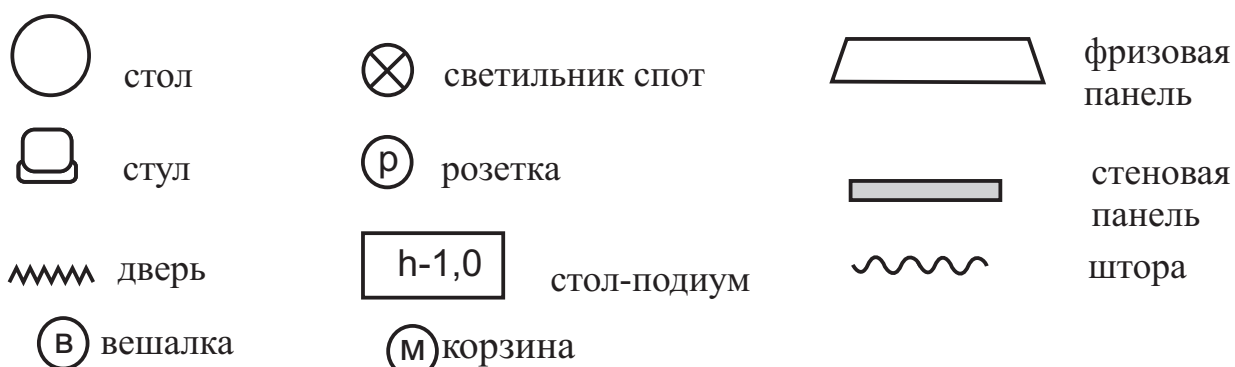 стол
светильник спот
фризовая
панель
стул
р розетка
стеновая
панель
дверь
h-1,0 стол-подиум
штора
в вешалка
м корзина